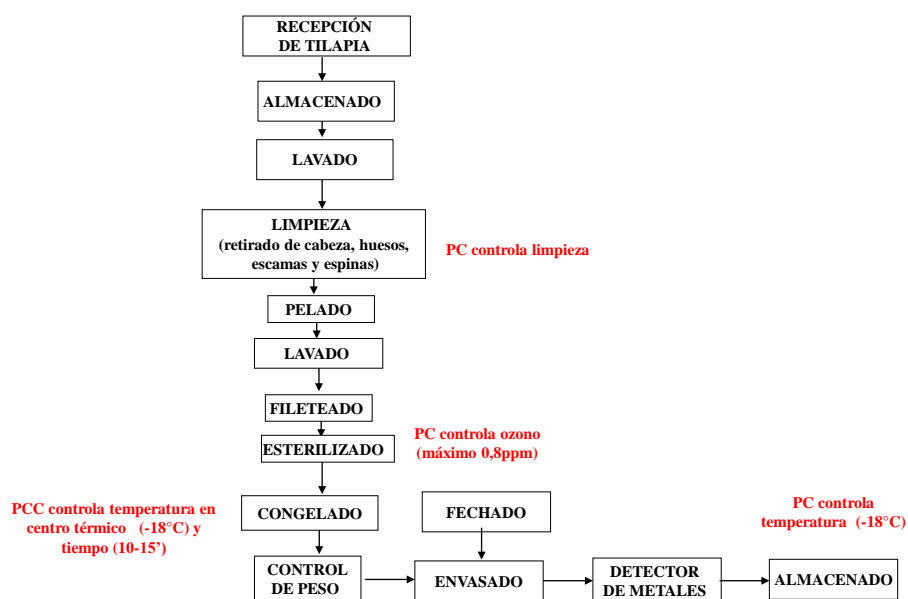 RECEPCIÓN
DE TILAPIA
ALMACENADO
LAVADO
LIMPIEZA
(retirado de cabeza, huesos,
escamas y espinas)
PC controla limpieza
PELADO
LAVADO
FILETEADO
ESTERILIZADO
PC controla ozono
(máximo 0,8ppm)
PCC controla temperatura en
centro térmico (-18°C) y
tiempo (10-15’)
CONGELADO
FECHADO
PC controla
temperatura (-18°C)
CONTROL
DE PESO
ENVASADO
DETECTOR
DE METALES
ALMACENADO